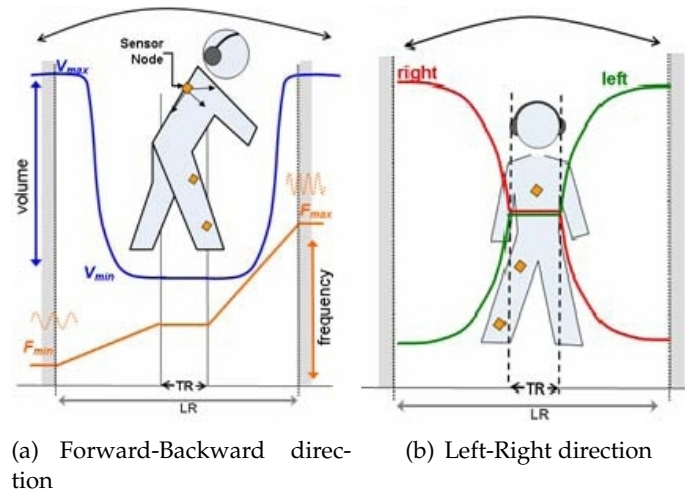 Sensor
Node
Vmax
volume
Vmin
Fmin
Fmax
frequency
TR
LR
right
left
TR
LR
(a) Forward-Backward direc-
tion
(b) Left-Right direction